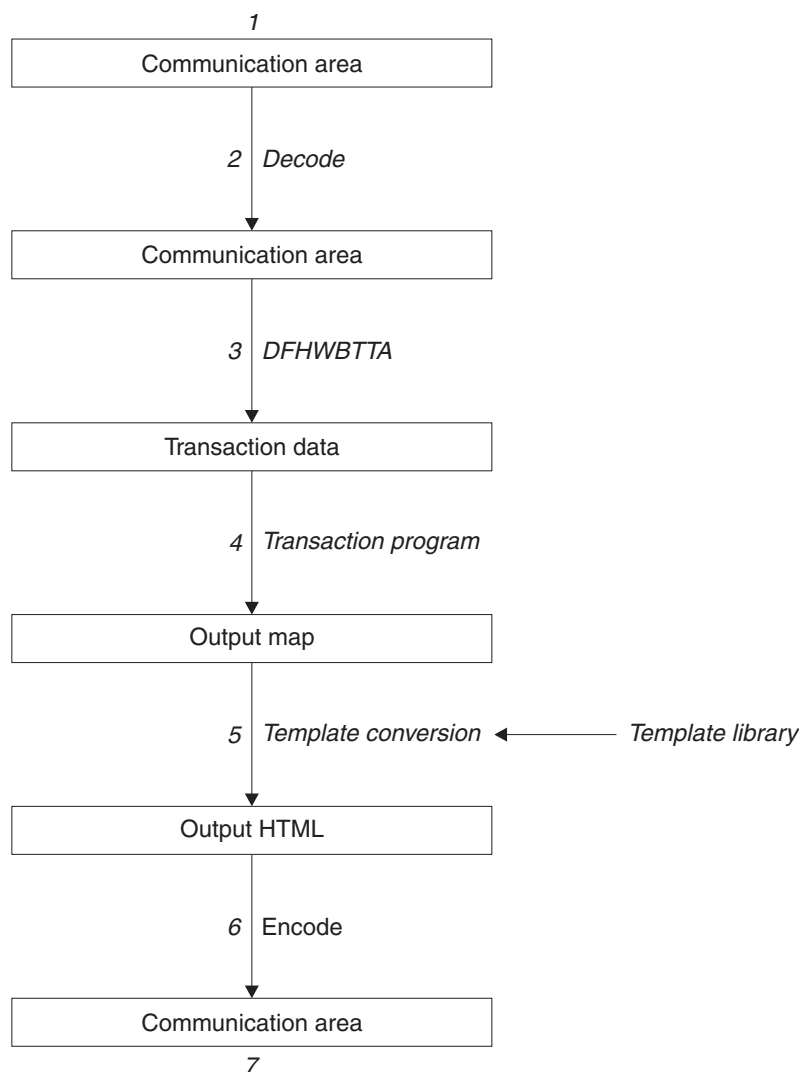 1
Communication area
2 Decode
Communication area
3 DFHWBTTA
Transaction data
4 Transaction program
Output map
5 Template conversion Template library
Output HTML
6 Encode
Communication area
7